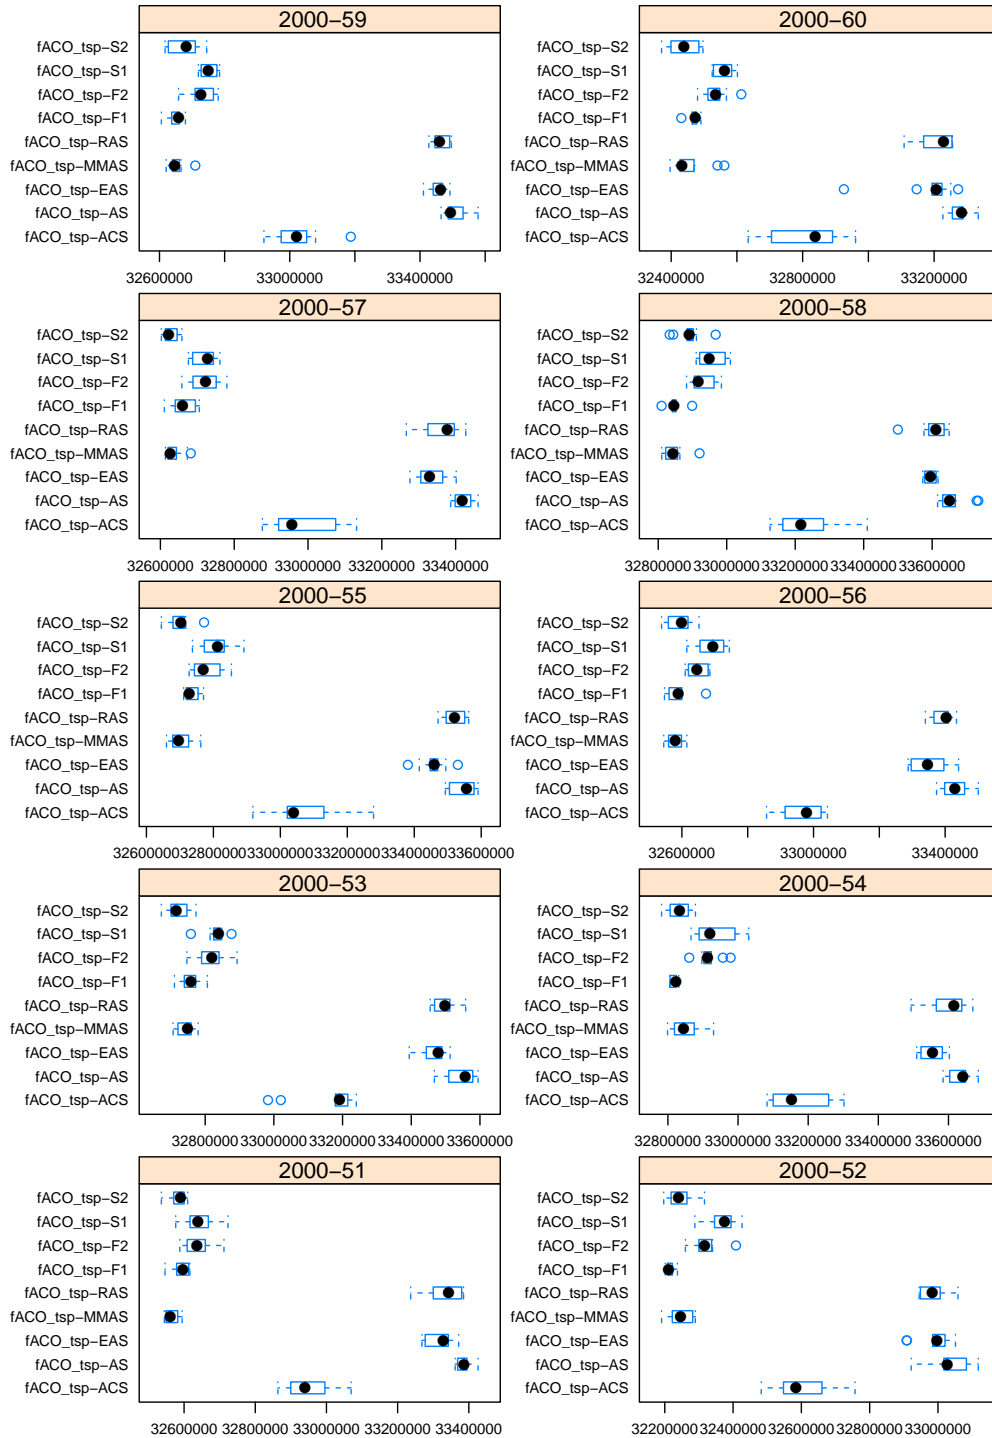 2000−59
fACO_tsp−S2
fACO_tsp−S1
fACO_tsp−F2
fACO_tsp−F1
fACO_tsp−RAS
fACO_tsp−MMAS
fACO_tsp−EAS
fACO_tsp−AS
fACO_tsp−ACS
32600000 33000000 33400000
2000−60
fACO_tsp−S2
fACO_tsp−S1
fACO_tsp−F2
fACO_tsp−F1
fACO_tsp−RAS
fACO_tsp−MMAS
fACO_tsp−EAS
fACO_tsp−AS
fACO_tsp−ACS
32400000 32800000 33200000
2000−57
fACO_tsp−S2
fACO_tsp−S1
fACO_tsp−F2
fACO_tsp−F1
fACO_tsp−RAS
fACO_tsp−MMAS
fACO_tsp−EAS
fACO_tsp−AS
fACO_tsp−ACS
32600000 32800000 33000000 33200000 33400000
2000−58
fACO_tsp−S2
fACO_tsp−S1
fACO_tsp−F2
fACO_tsp−F1
fACO_tsp−RAS
fACO_tsp−MMAS
fACO_tsp−EAS
fACO_tsp−AS
fACO_tsp−ACS
32800000 33000000 33200000 33400000 33600000
2000−55
fACO_tsp−S2
fACO_tsp−S1
fACO_tsp−F2
fACO_tsp−F1
fACO_tsp−RAS
fACO_tsp−MMAS
fACO_tsp−EAS
fACO_tsp−AS
fACO_tsp−ACS
32600000 32800000 33000000 33200000 33400000 33600000
2000−56
fACO_tsp−S2
fACO_tsp−S1
fACO_tsp−F2
fACO_tsp−F1
fACO_tsp−RAS
fACO_tsp−MMAS
fACO_tsp−EAS
fACO_tsp−AS
fACO_tsp−ACS
32600000 33000000 33400000
2000−53
fACO_tsp−S2
fACO_tsp−S1
fACO_tsp−F2
fACO_tsp−F1
fACO_tsp−RAS
fACO_tsp−MMAS
fACO_tsp−EAS
fACO_tsp−AS
fACO_tsp−ACS
32800000 33000000 33200000 33400000 33600000
2000−54
fACO_tsp−S2
fACO_tsp−S1
fACO_tsp−F2
fACO_tsp−F1
fACO_tsp−RAS
fACO_tsp−MMAS
fACO_tsp−EAS
fACO_tsp−AS
fACO_tsp−ACS
32800000 33000000 33200000 33400000 33600000
2000−51
fACO_tsp−S2
fACO_tsp−S1
fACO_tsp−F2
fACO_tsp−F1
fACO_tsp−RAS
fACO_tsp−MMAS
fACO_tsp−EAS
fACO_tsp−AS
fACO_tsp−ACS
32600000 33000000 33400000
2000−52
fACO_tsp−S2
fACO_tsp−S1
fACO_tsp−F2
fACO_tsp−F1
fACO_tsp−RAS
fACO_tsp−MMAS
fACO_tsp−EAS
fACO_tsp−AS
fACO_tsp−ACS
32200000 32400000 32600000 32800000 33000000